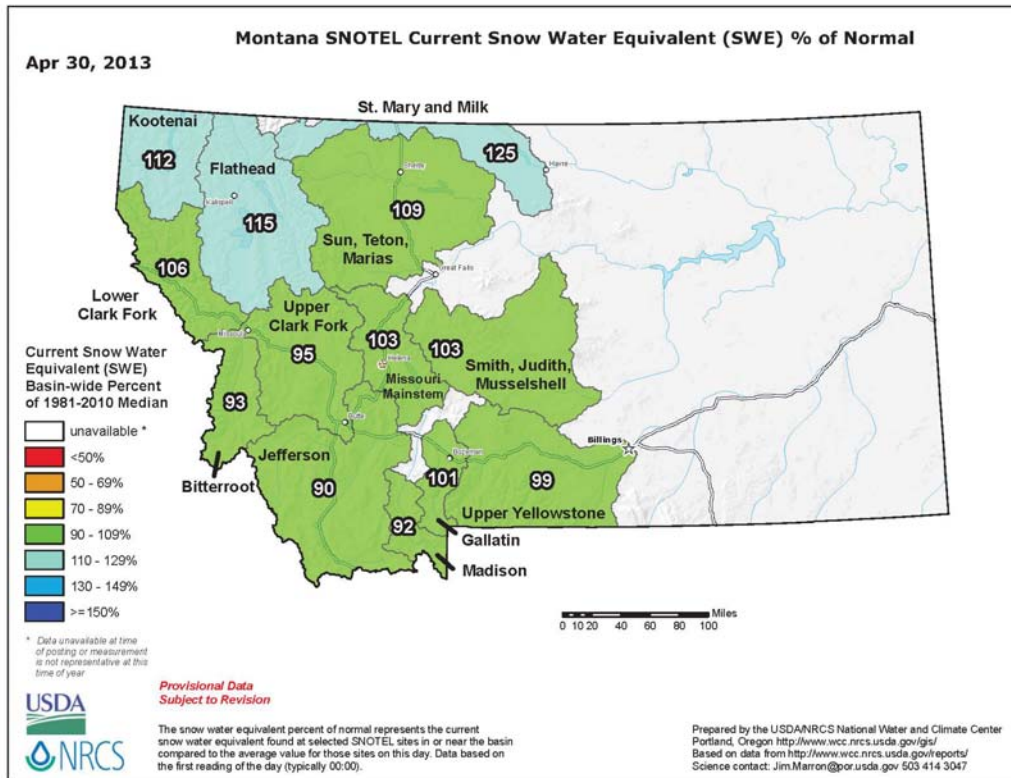 Montana SNOTEL Current Snow Water Equivalent (SWE) % of Normal
Apr 30, 2013
St. Mary and Milk
Kootenai
112
Flathead
125
Havre
Shelby
Kalispell
115
109
Sun, Teton,
Marias
106
Great Falls
Lower
Clark Fork
Upper
Clark Fork
Missoula
95
103
Helena
Missouri
Mainstem
103
Smith, Judith,
Musselshell
93
Butte
Billings
Bitterroot
Jefferson
90
Bozeman
101
99
92
Upper Yellowstone
Gallatin
Madison
Current Snow Water
Equivalent (SWE)
Basin-wide Percent
of 1981-2010 Median
unavailable *
<50%
50 - 69%
70 - 89%
90 - 109%
110 - 129%
130 - 149%
>=150%
* Data unavailable at time
of posting or measurement
is not representative at this
time of year
Miles
0 10 20 40 60 80 100
USDA
NRCS
Provisional Data
Subject to Revision
The snow water equivalent percent of normal represents the current
snow water equivalent found at selected SNOTEL sites in or near the basin
compared to the average value for those sites on this day. Data based on
the first reading of the day (typically 00:00).
Prepared by the USDA/NRCS National Water and Climate Center
Portland, Oregon http://www.wcc.nrcs.usda.gov/gis/
Based on data from http://www.wcc.nrcs.usda.gov/reports/
Science contact: Jim.Marron@por.usda.gov 503 414 3047